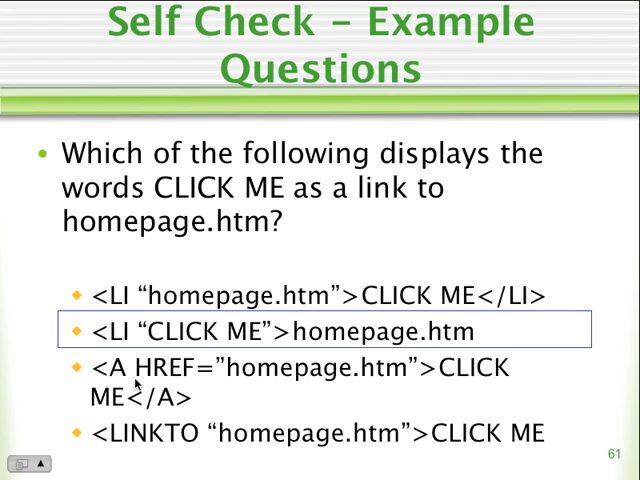 Self Check - Example
Questions
• Which of the following displays the
words CLICK ME as a link to
homepage.htm?
<LI “homepage.htm”>CLICK ME</LI>
<LI “CLICK ME”>homepage.htm
<A HREF=”homepage.htm”>CLICK
ME</A>
<LINKTO “homepage.htm”>CLICK ME
61